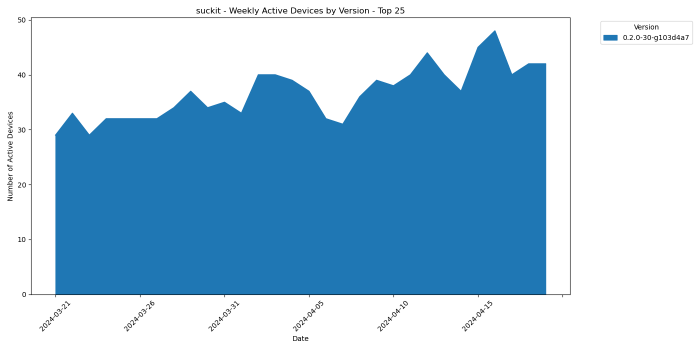 suckit - Weekly Active Devices by Version - Top 25
Version
0.2.0-30-g103d4a7
Number of Active Devices
50
40
30
20
10
0
2024-03-21
2024-03-26
2024-03-31
2024-04-05
2024-04-10
2024-04-15
Date